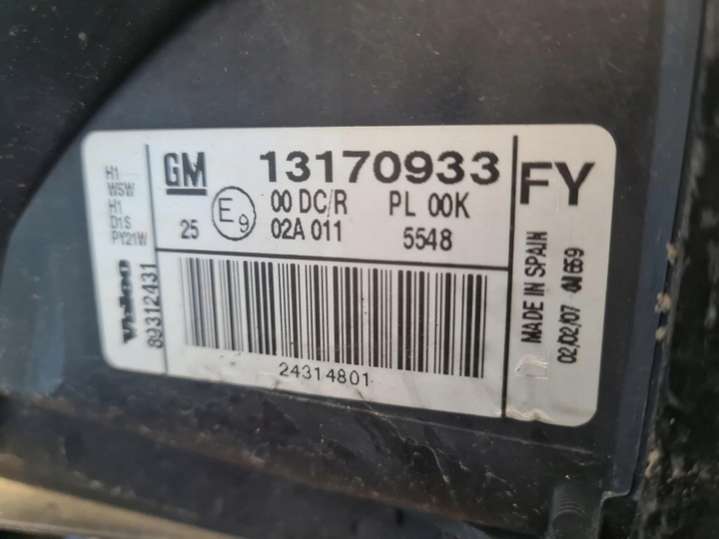 H1
W5W
H1
D1S
PY21W
Valeo
89312431
GM 13170933
25 E9 00 DC/R PL 00K
02A 011 5548
24314801
FY
MADE IN SPAIN
02/02/07